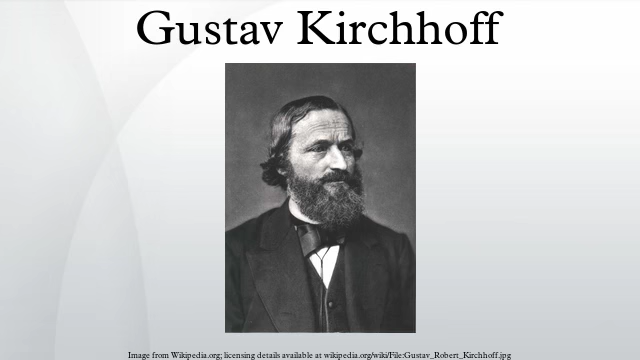 Gustav Kirchhoff
Image from Wikipedia.org; licensing details available at wikipedia.org/wiki/File:Gustav_Robert_Kirchhoff.jpg